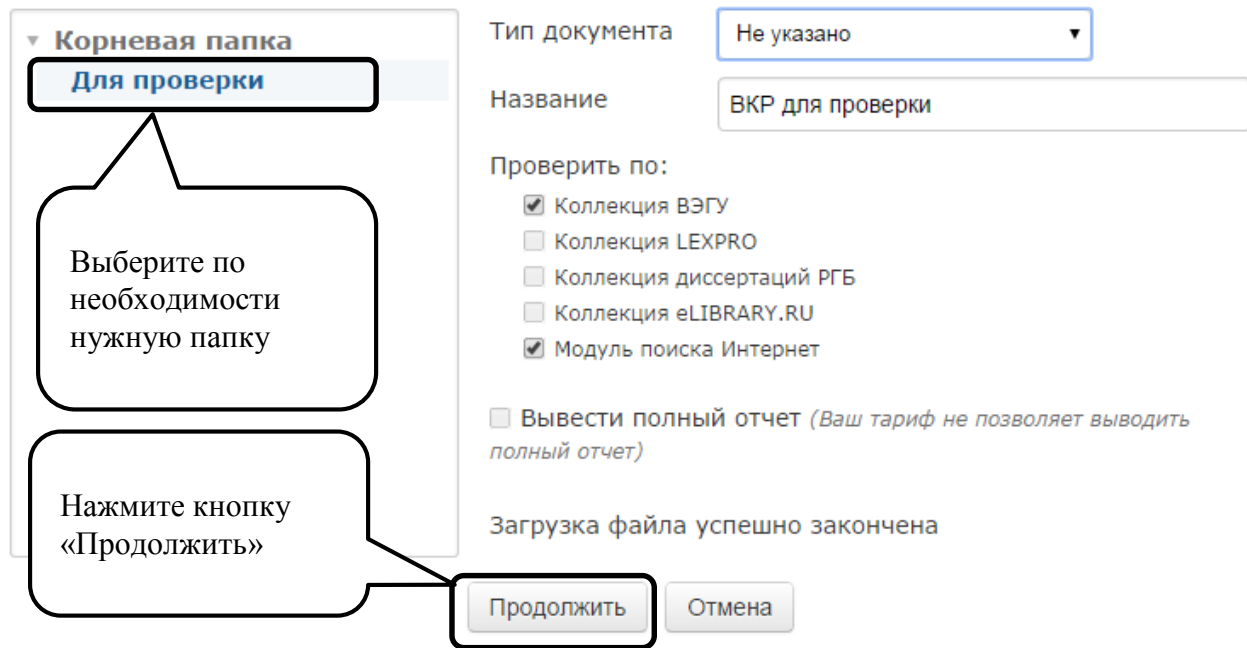 Корневая папка
Для проверки
Выберите по
необходимости
нужную папку
Нажмите кнопку
«Продолжить»
Тип документа
Не указано
Название
ВКР для проверки
Проверить по:
Коллекция ВЭГУ
Коллекция LEXPRO
Коллекция диссертаций РГБ
Коллекция eLIBRARY.RU
Модуль поиска Интернет
Вывести полный отчет (Ваш тариф не позволяет выводить
полный отчет)
Загрузка файла успешно закончена
Продолжить
Отмена